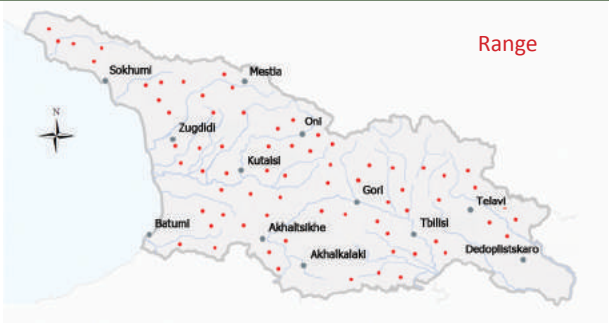 Range
Sokhumi
Mestia
N
Zugdidi
Oni
Kutaisi
Gori
Telavi
Batumi
Akhaltsikhe
Tbilisi
Akhalkalaki
Dedoplistskaro